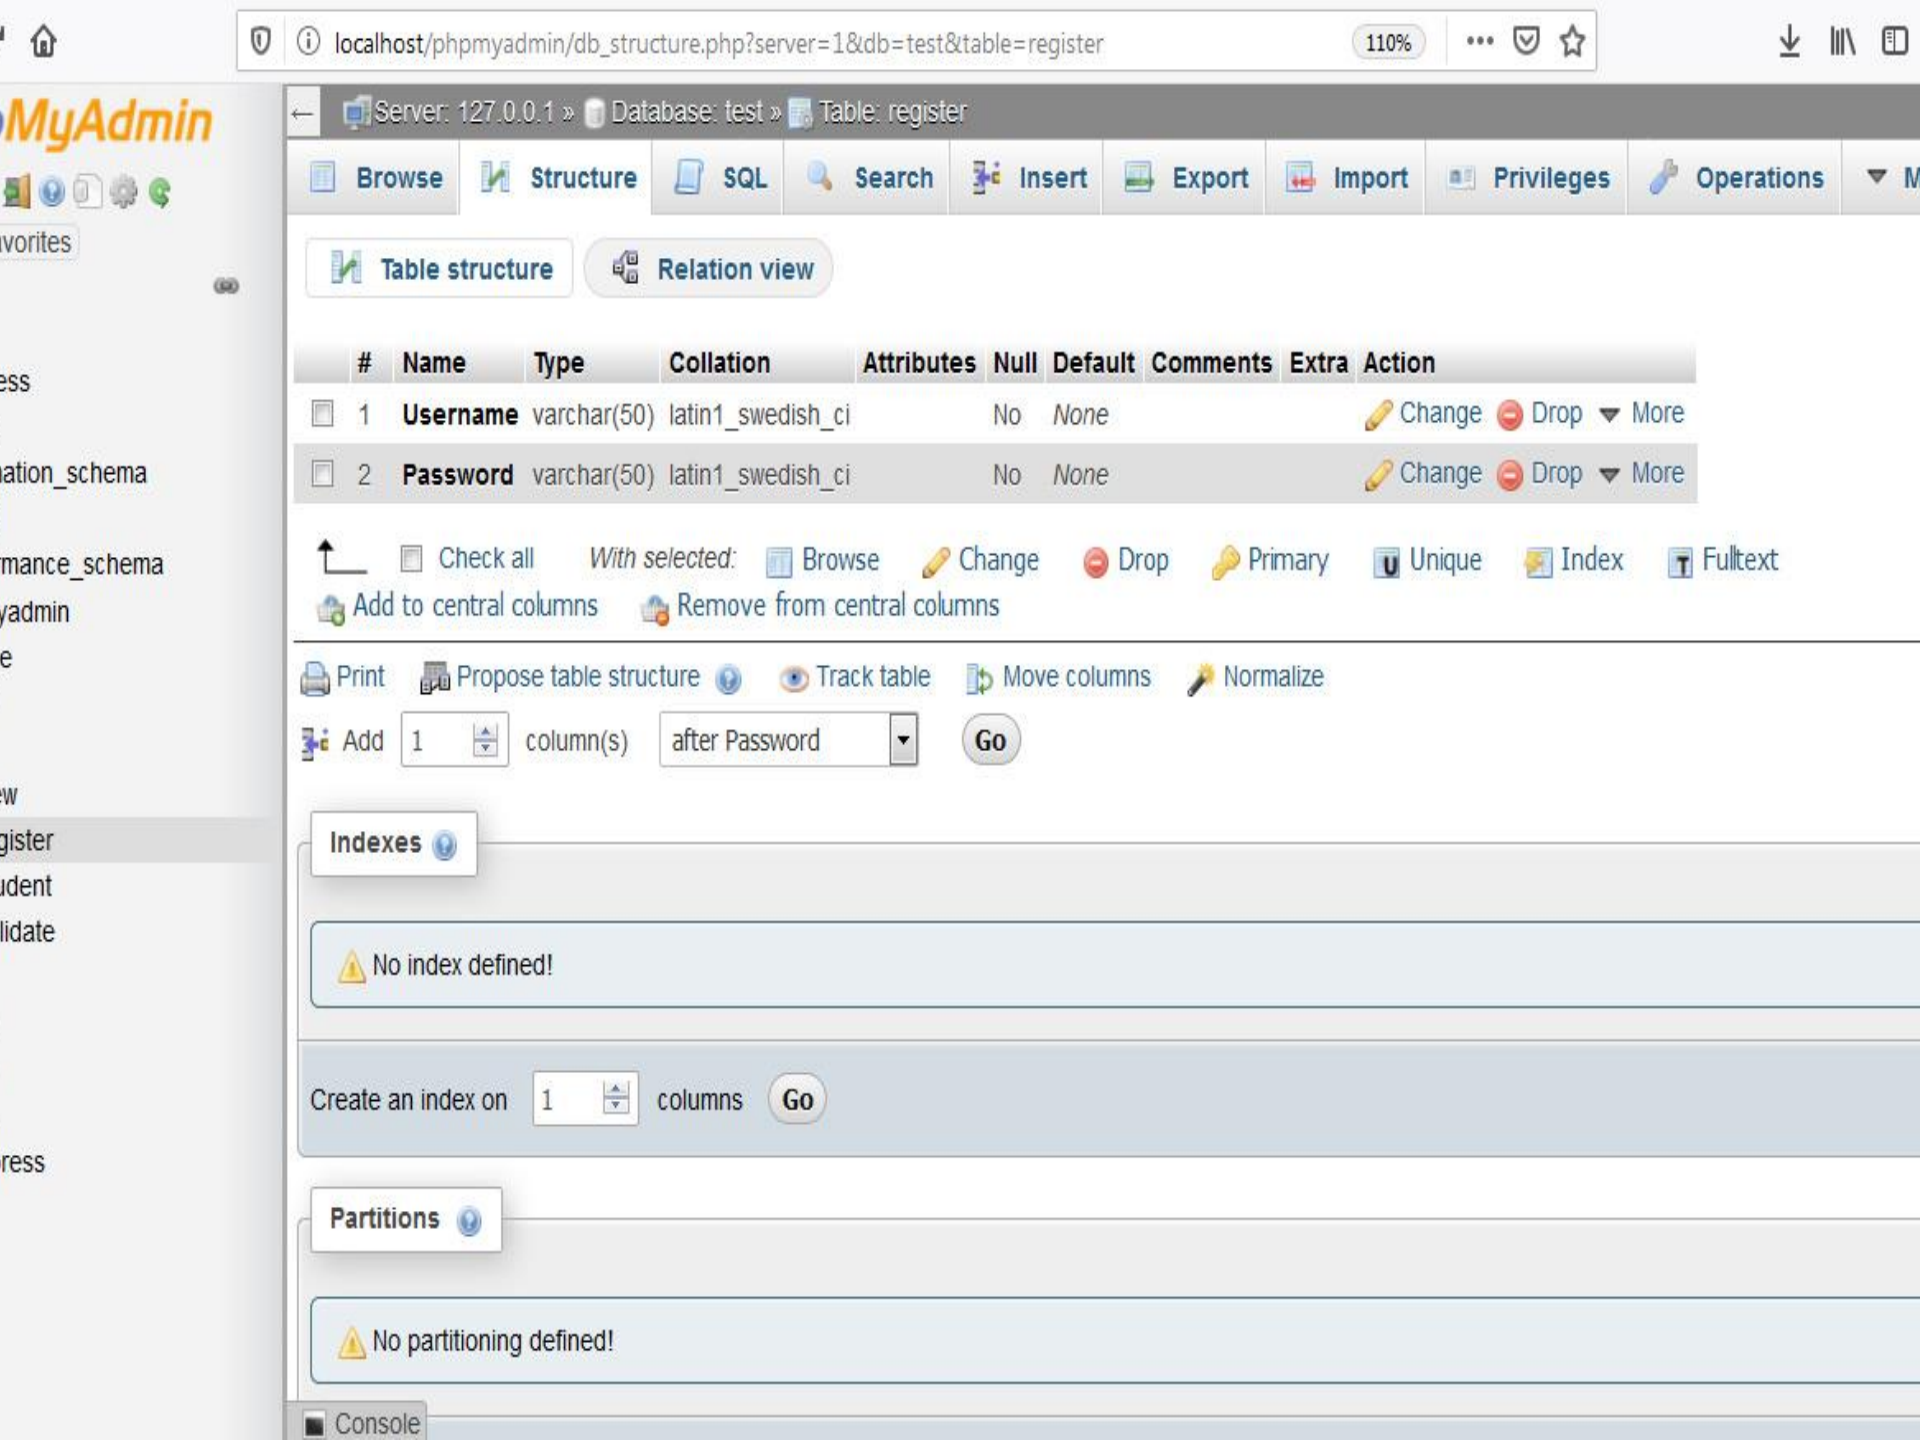 localhost/phpmyadmin/db_structure.php?server=1&db=test&table=register 110%
MyAdmin
Server: 127.0.0.1 » Database: test » Table: register
Browse Structure SQL Search Insert Export Import Privileges Operations M
vorites
Table structure Relation view
# Name Type Collation Attributes Null Default Comments Extra Action
1 Username varchar(50) latin1_swedish_ci No None Change Drop More
2 Password varchar(50) latin1_swedish_ci No None Change Drop More
Check all With selected: Browse Change Drop Primary Unique Index Fulltext
Add to central columns Remove from central columns
Print Propose table structure Track table Move columns Normalize
Add 1 column(s) after Password Go
Indexes
No index defined!
Create an index on 1 columns Go
Partitions
No partitioning defined!
Console
ess
ation_schema
mance_schema
yadmin
e
ew
gister
udent
lidate
ress